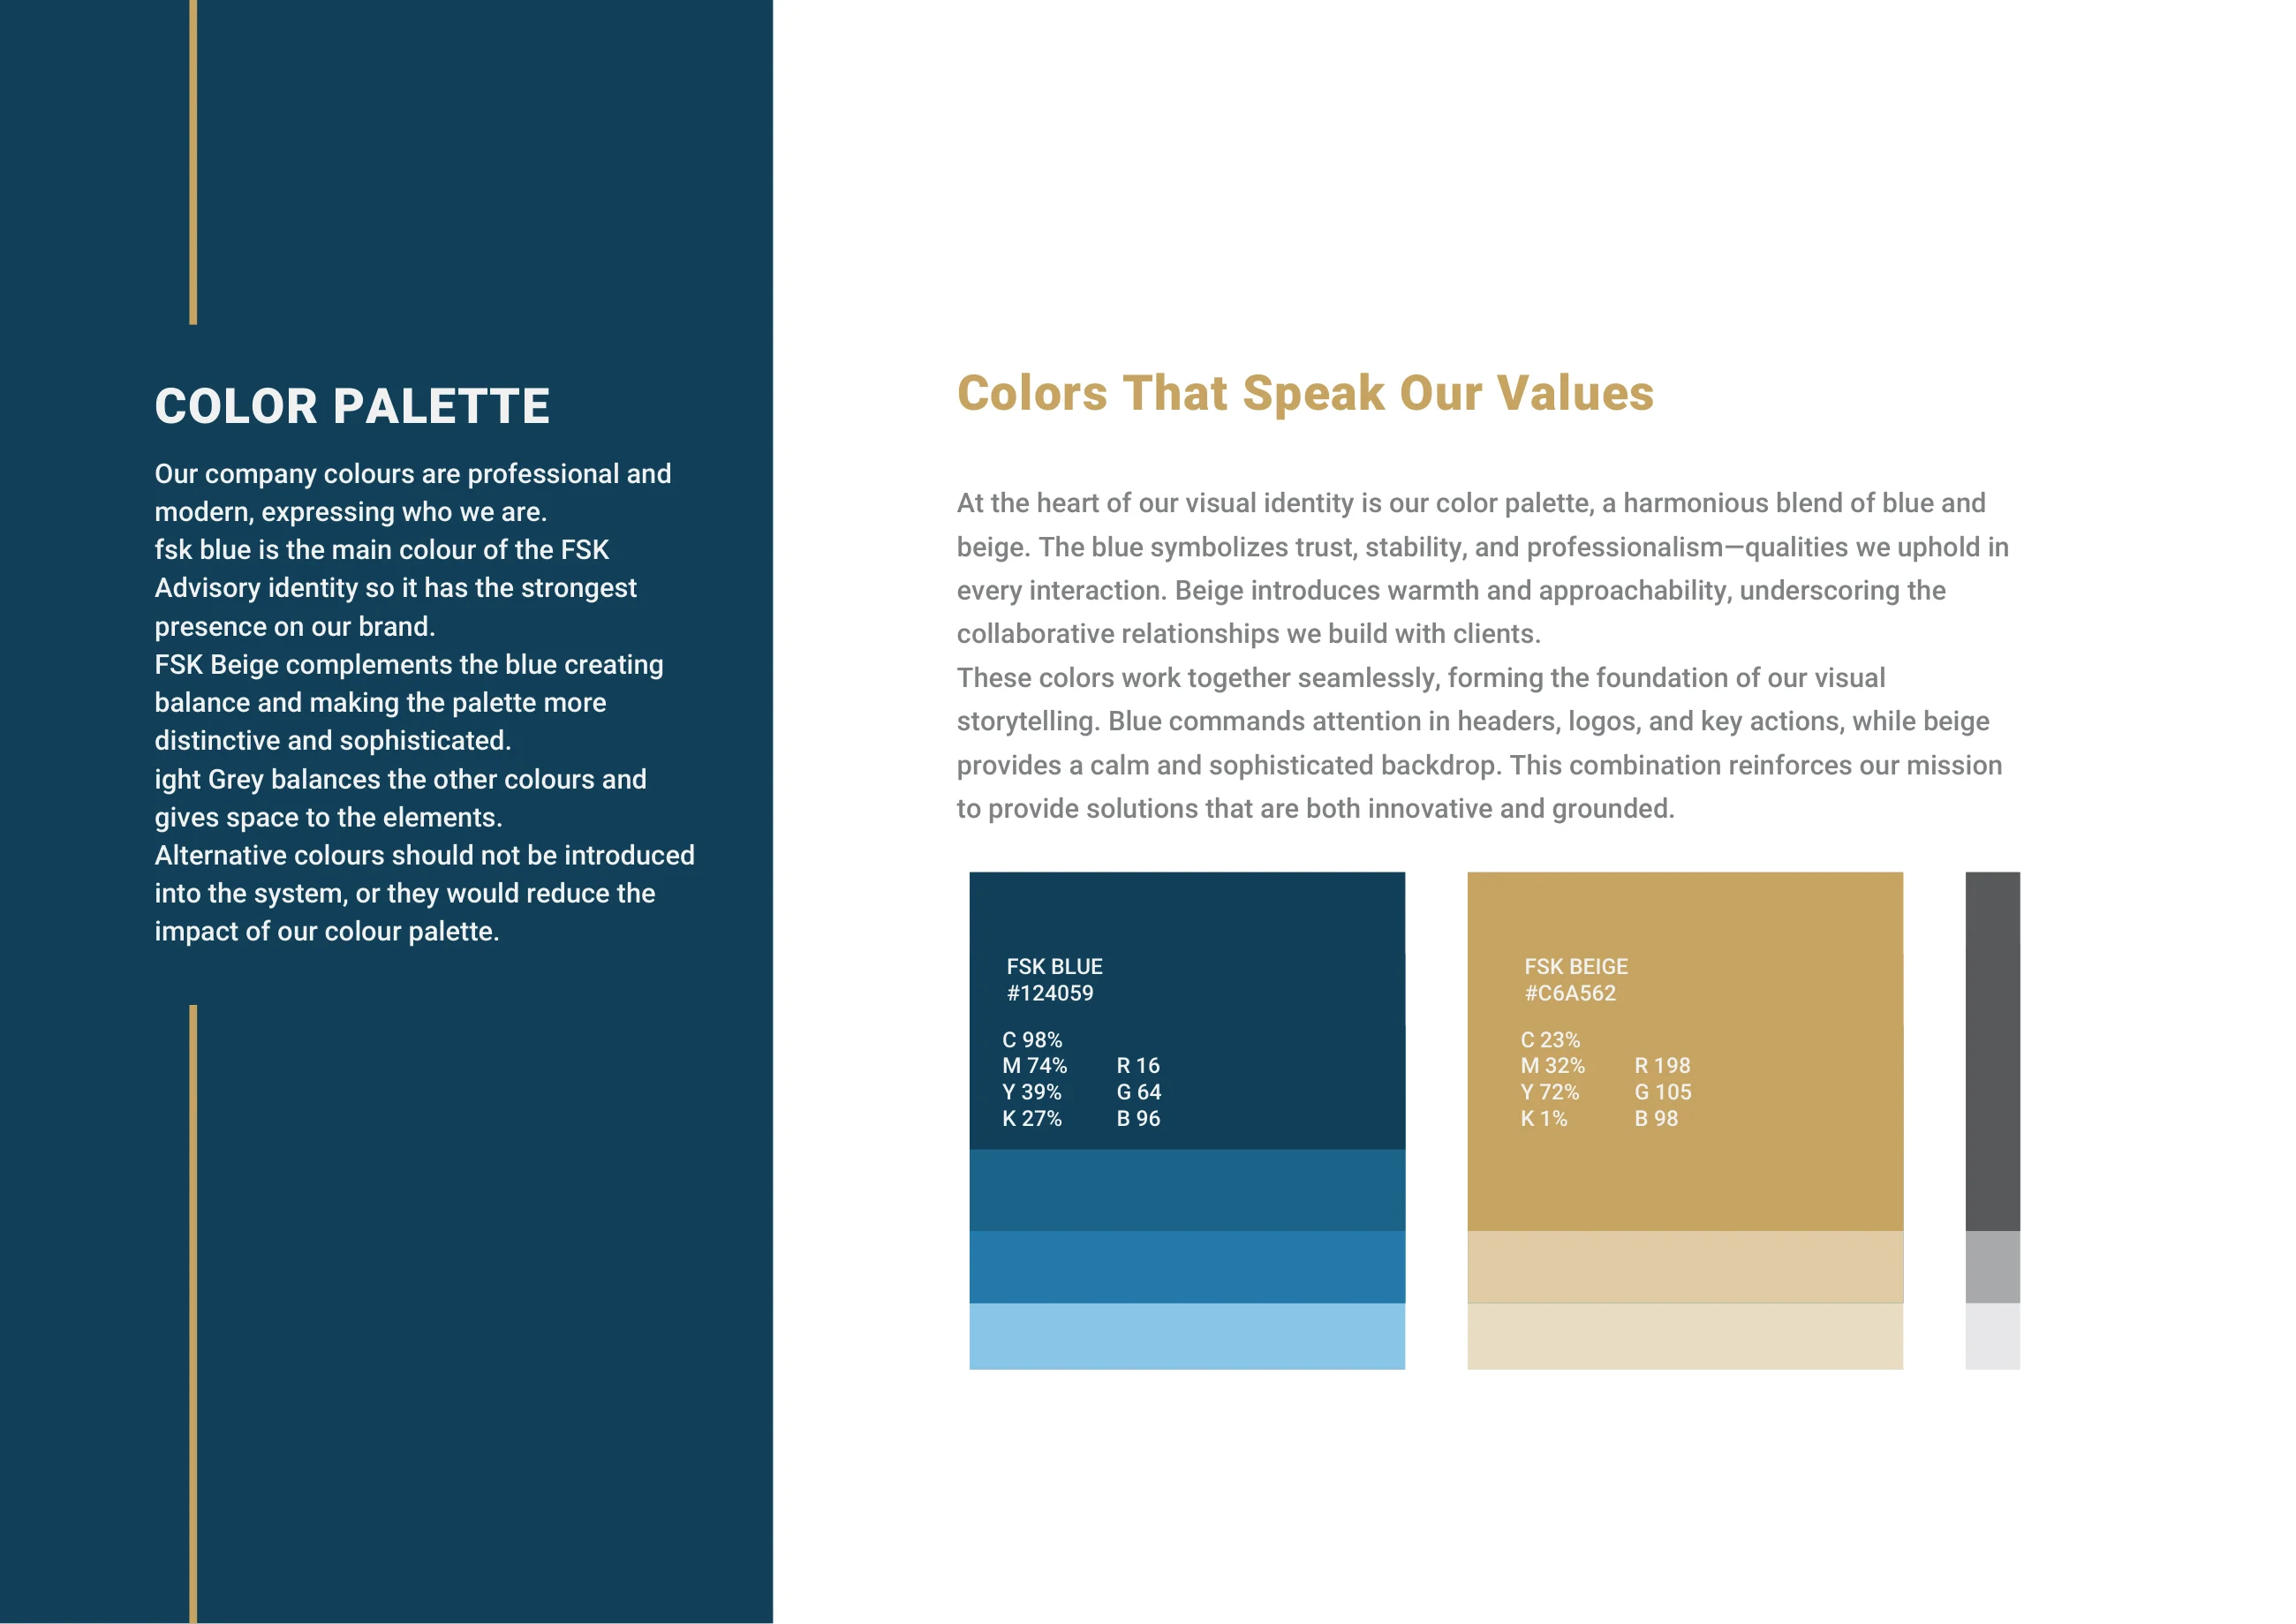 COLOR PALETTE
Our company colours are professional and
modern, expressing who we are.
fsk blue is the main colour of the FSK
Advisory identity so it has the strongest
presence on our brand.
FSK Beige complements the blue creating
balance and making the palette more
distinctive and sophisticated.
ight Grey balances the other colours and
gives space to the elements.
Alternative colours should not be introduced
into the system, or they would reduce the
impact of our colour palette.
Colors That Speak Our Values
At the heart of our visual identity is our color palette, a harmonious blend of blue and
beige. The blue symbolizes trust, stability, and professionalism—qualities we uphold in
every interaction. Beige introduces warmth and approachability, underscoring the
collaborative relationships we build with clients.
These colors work together seamlessly, forming the foundation of our visual
storytelling. Blue commands attention in headers, logos, and key actions, while beige
provides a calm and sophisticated backdrop. This combination reinforces our mission
to provide solutions that are both innovative and grounded.
FSK BLUE
#124059
C 98%
M 74% R 16
Y 39% G 64
K 27% B 96
FSK BEIGE
#C6A562
C 23%
M 32% R 198
Y 72% G 105
K 1% B 98